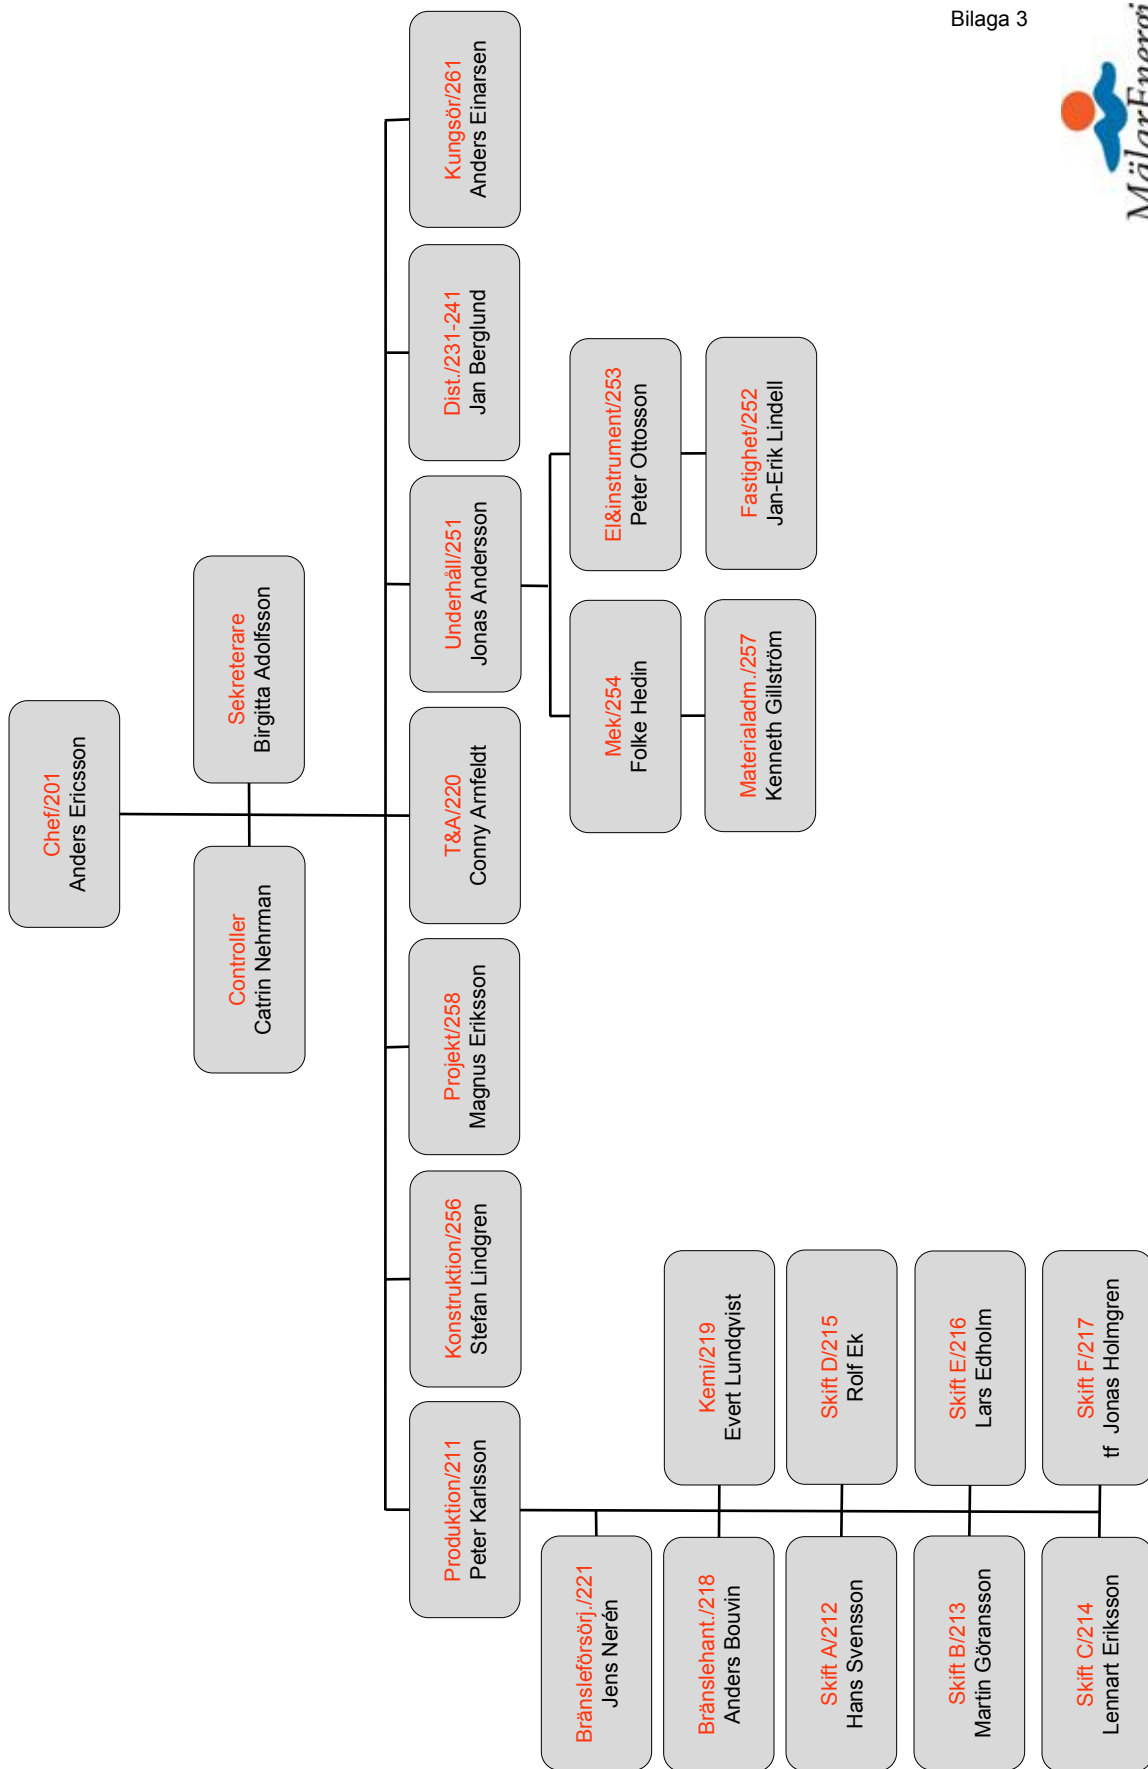 Bilaga 3
MälarEnergi
Chef/201
Anders Ericsson
Controller
Catrin Nehrman
Sekreterare
Birgitta Adolfsson
Produktion/211
Peter Karlsson
Konstruktion/256
Stefan Lindgren
Projekt/258
Magnus Eriksson
T&A/220
Conny Arnfeldt
Underhåll/251
Jonas Andersson
Dist./231-241
Jan Berglund
Kungsör/261
Anders Einarsen
Bränsleförsörj./221
Jens Nerén
Bränslehant./218
Anders Bouvin
Kemi/219
Evert Lundqvist
Skift A/212
Hans Svensson
Skift D/215
Rolf Ek
Skift B/213
Martin Göransson
Skift E/216
Lars Edholm
Skift C/214
Lennart Eriksson
Skift F/217
tf Jonas Holmgren
Mek/254
Folke Hedin
El&instrument/253
Peter Ottosson
Materialadm./257
Kenneth Gillström
Fastighet/252
Jan-Erik Lindell